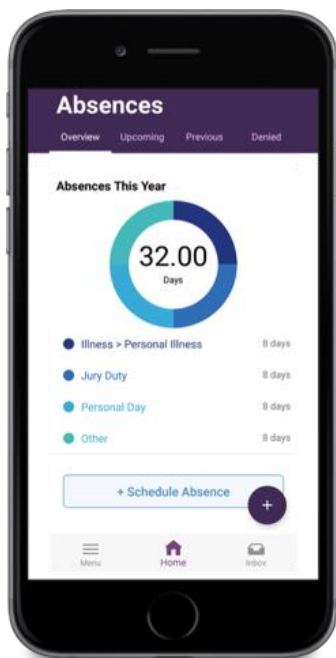 Absences
Overview Upcoming Previous Denied
Absences This Year
32.00
Days
Illness > Personal Illness 8 days
Jury Duty 8 days
Personal Day 8 days
Other 8 days
+ Schedule Absence
+
Menu Home Inbox